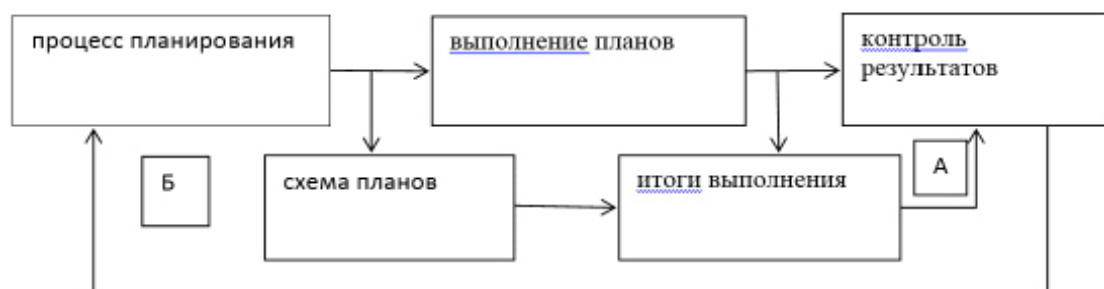 процесс планирования
выполнение планов
контроль
результатов
Б
схема планов
итоги выполнения
А